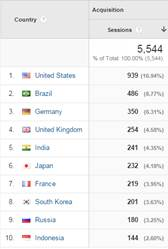 Acquisition
Country
Sessions
5,544
% of Total: 100.00% (5,544)
1. United States 939 (16.94%)
2. Brazil 486 (8.77%)
3. Germany 350 (6.31%)
4. United Kingdom 254 (4.58%)
5. India 241 (4.35%)
6. Japan 232 (4.18%)
7. France 219 (3.95%)
8. South Korea 201 (3.63%)
9. Russia 180 (3.25%)
10. Indonesia 144 (2.60%)